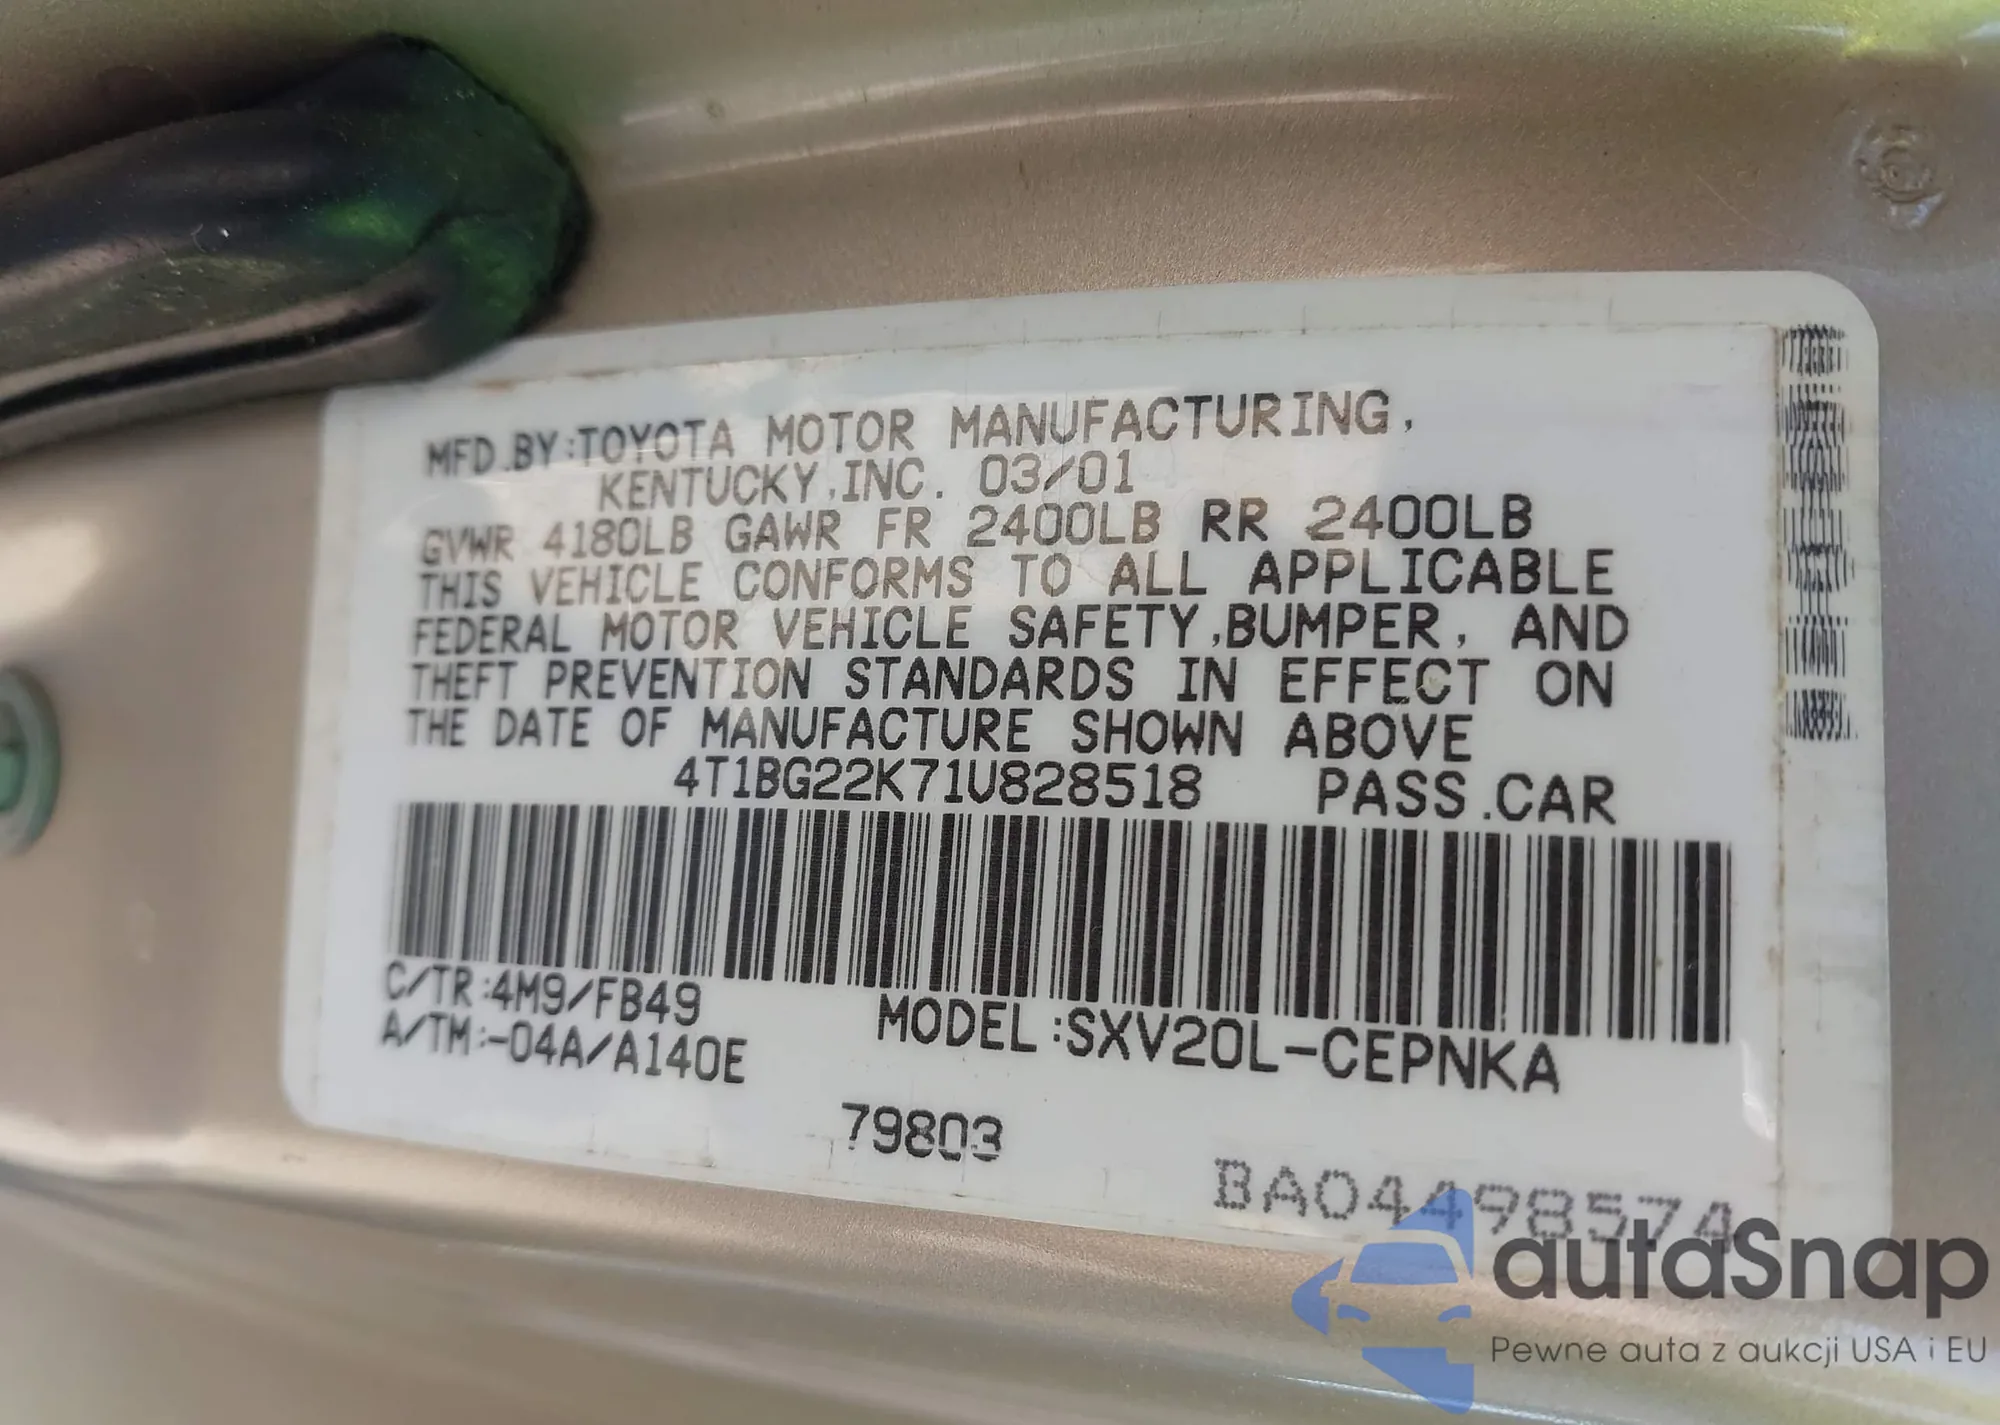 MFD.BY:TOYOTA MOTOR MANUFACTURING,
KENTUCKY,INC. 03/01
GVWR 4180LB GAWR FR 2400LB RR 2400LB
THIS VEHICLE CONFORMS TO ALL APPLICABLE
FEDERAL MOTOR VEHICLE SAFETY,BUMPER, AND
THEFT PREVENTION STANDARDS IN EFFECT ON
THE DATE OF MANUFACTURE SHOWN ABOVE
4T1BG22K71U828518 PASS.CAR
C/TR:4M9/FB49
A/TM:-04A/A140E
MODEL:SXV20L-CEPNKA
79803
BA04498574
autaSnap
Pewne auta z aukcji USA i EU